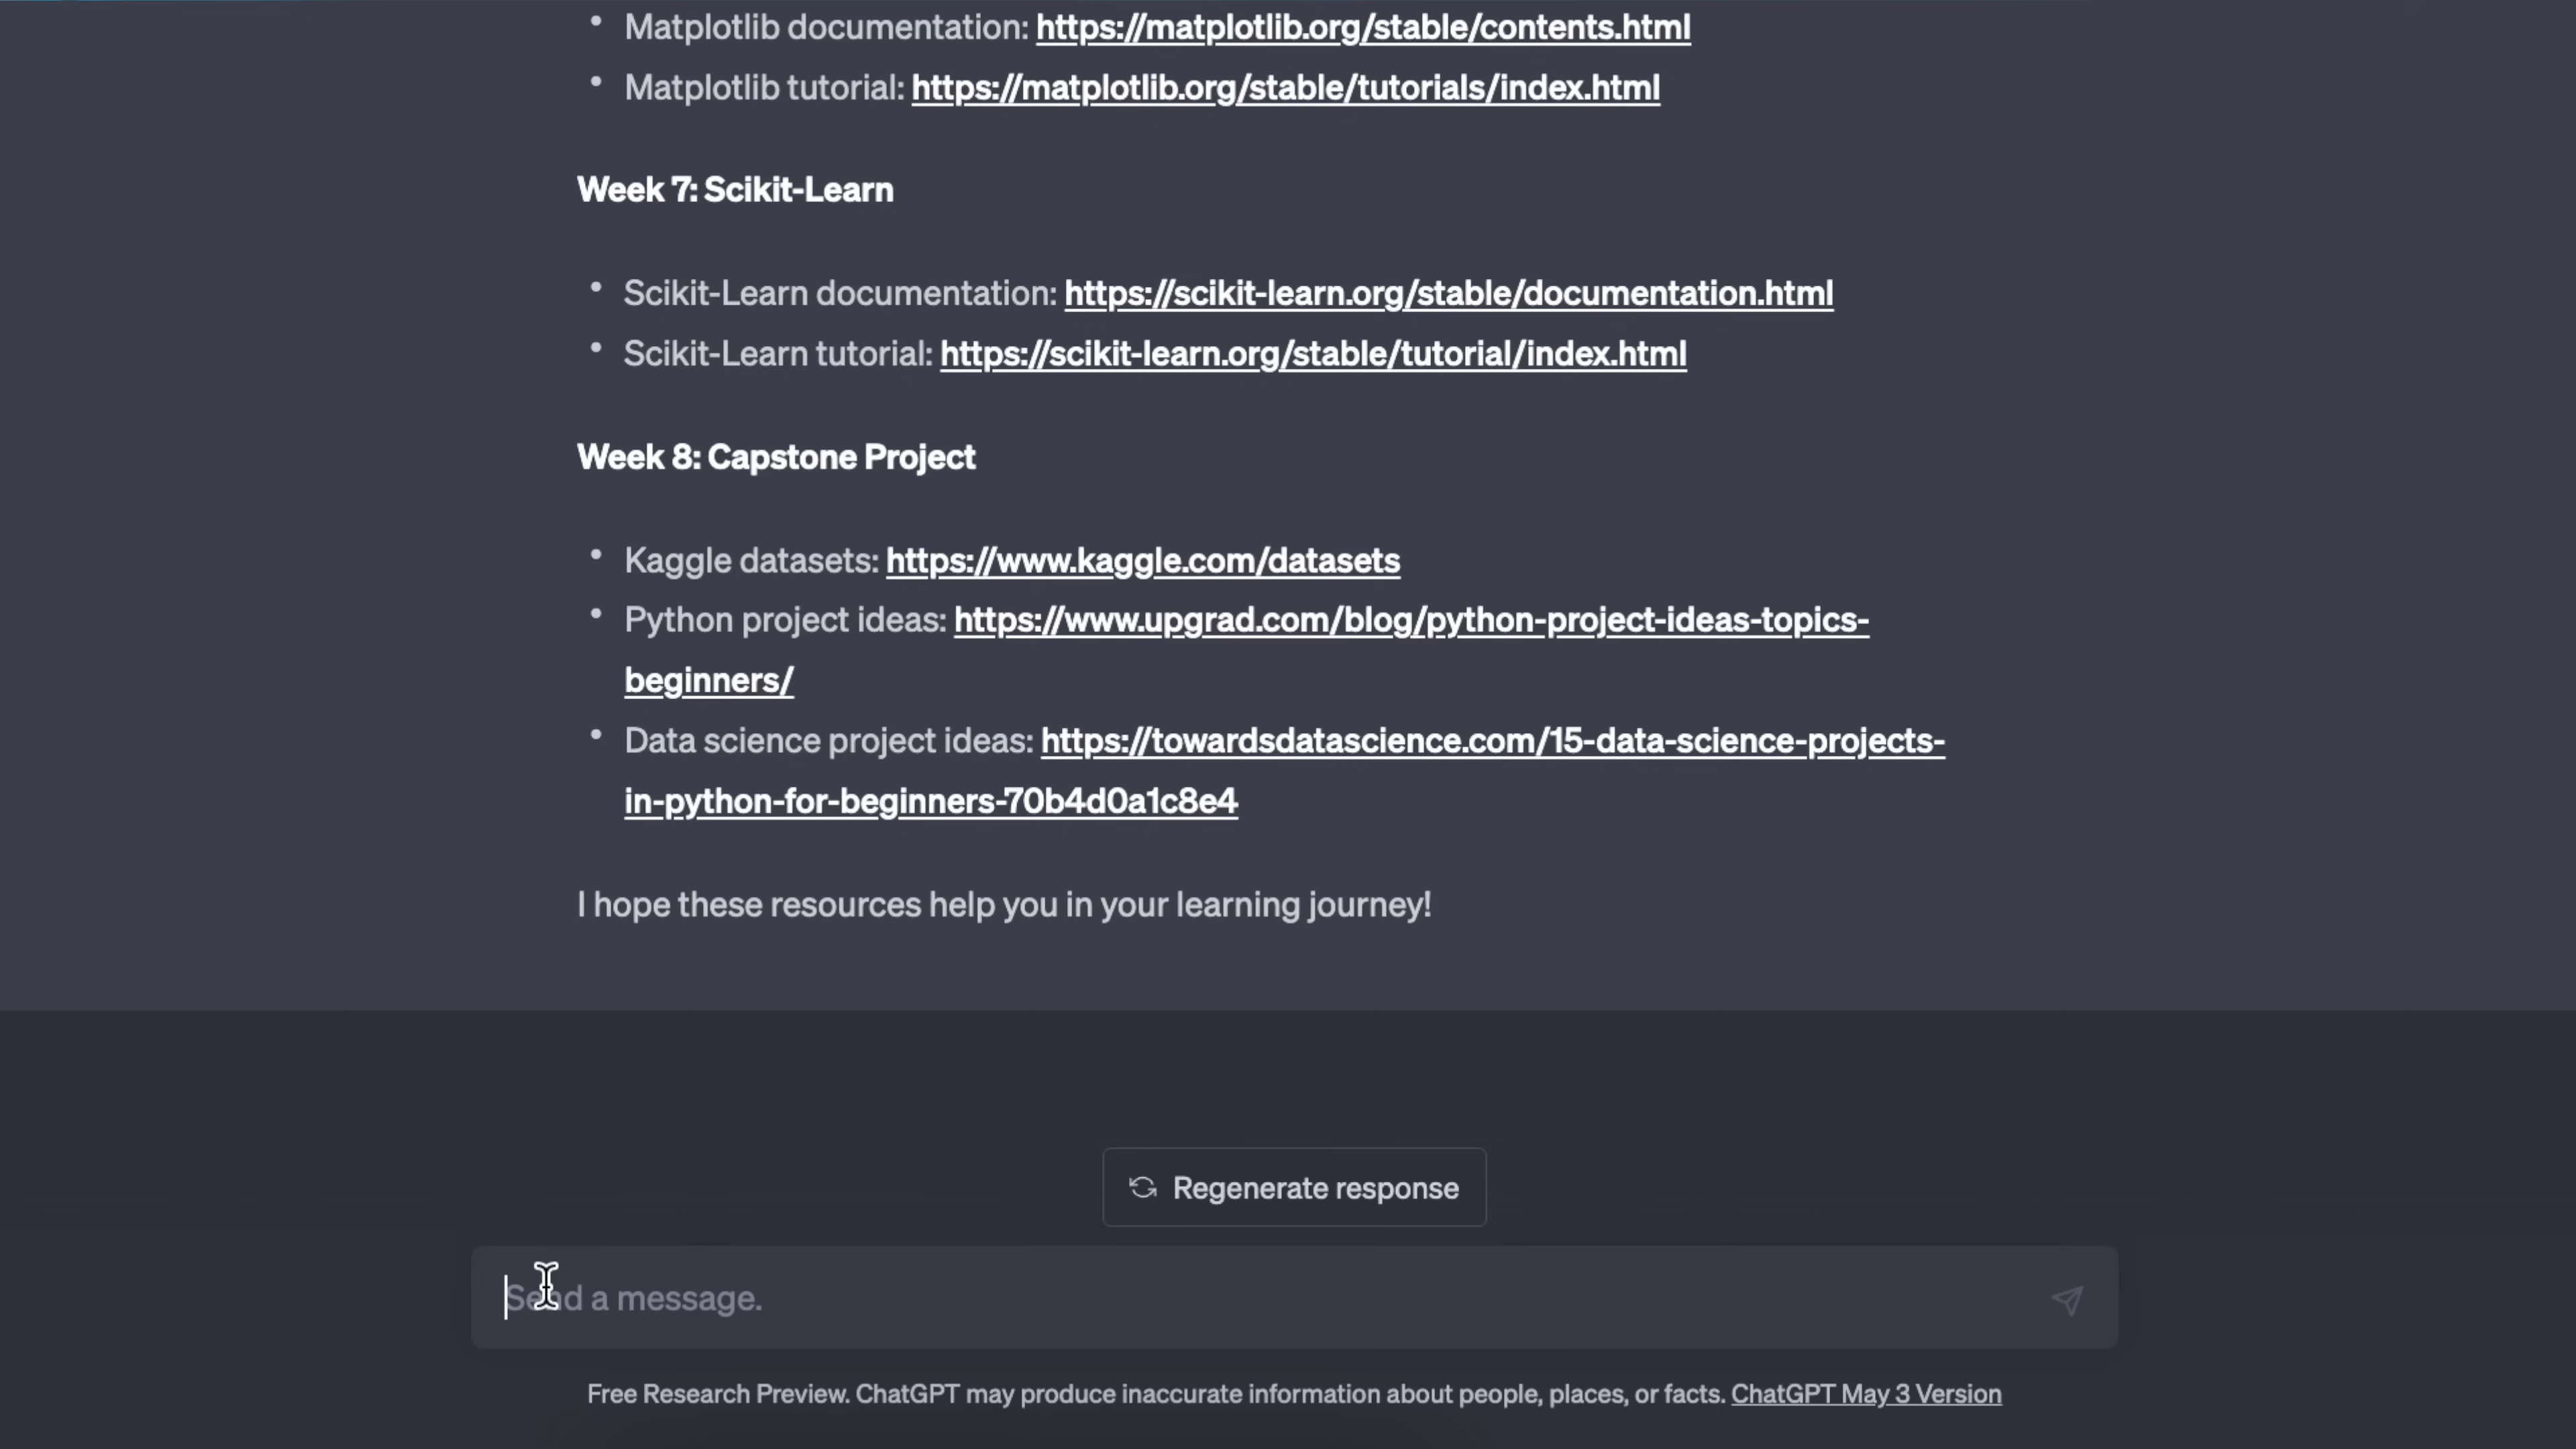 • Matplotlib documentation: https://matplotlib.org/stable/contents.html
• Matplotlib tutorial: https://matplotlib.org/stable/tutorials/index.html
Week 7: Scikit-Learn
• Scikit-Learn documentation: https://scikit-learn.org/stable/documentation.html
• Scikit-Learn tutorial: https://scikit-learn.org/stable/tutorial/index.html
Week 8: Capstone Project
• Kaggle datasets: https://www.kaggle.com/datasets
• Python project ideas: https://www.upgrad.com/blog/python-project-ideas-topics-
beginners/
• Data science project ideas: https://towardsdatascience.com/15-data-science-projects-
in-python-for-beginners-70b4d0a1c8e4
I hope these resources help you in your learning journey!
Regenerate response
Send a message.
Free Research Preview. ChatGPT may produce inaccurate information about people, places, or facts. ChatGPT May 3 Version